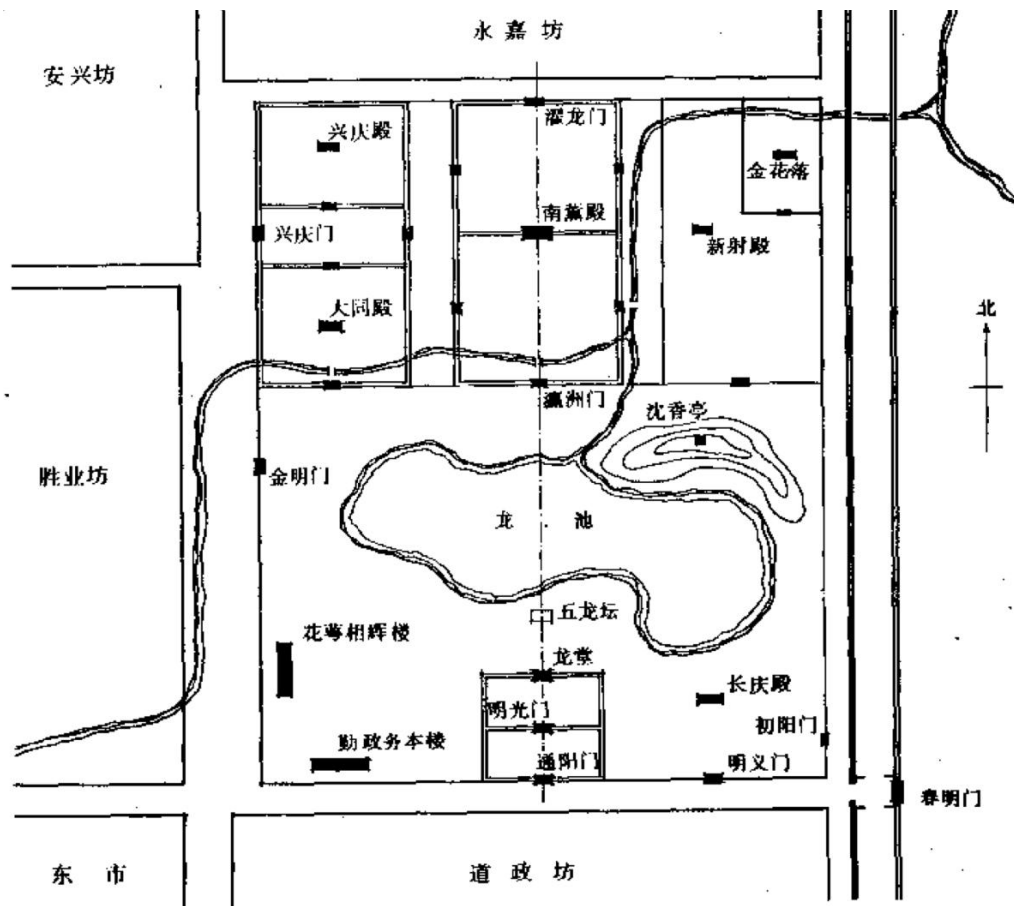 永嘉坊
安兴坊
兴庆殿
濯龙门
金花落
南薰殿
兴庆门
新射殿
大同殿
北
瀛洲门
沈香亭
胜业坊
金明门
龙池
五龙坛
花萼相辉楼
龙堂
长庆殿
明光门
初阳门
勤政务本楼
通阳门
明义门
春明门
东市
道政坊